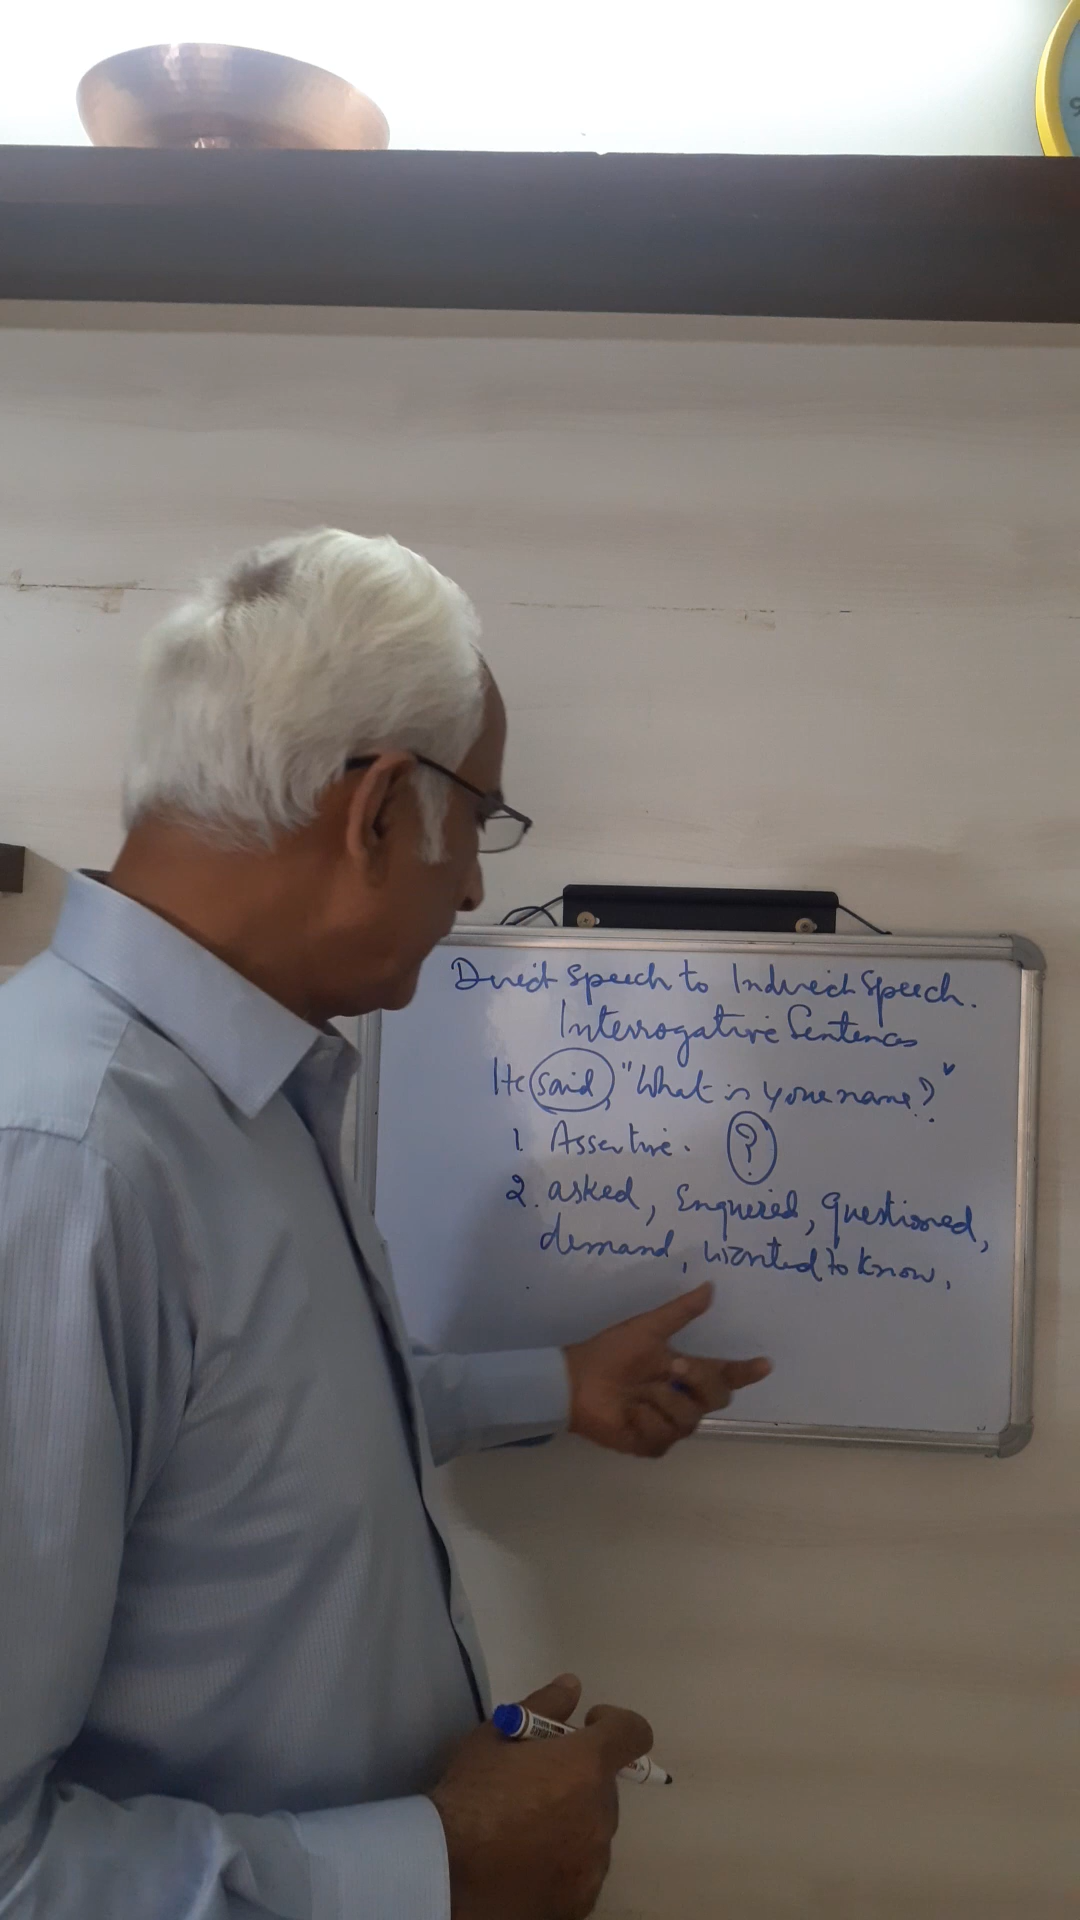 Direct Speech to Indirect Speech.
Interrogative Sentences
He said, "What is your name?"
1. Assertive. ?
2. asked, Enquired, Questioned,
demand, wanted to know,
9